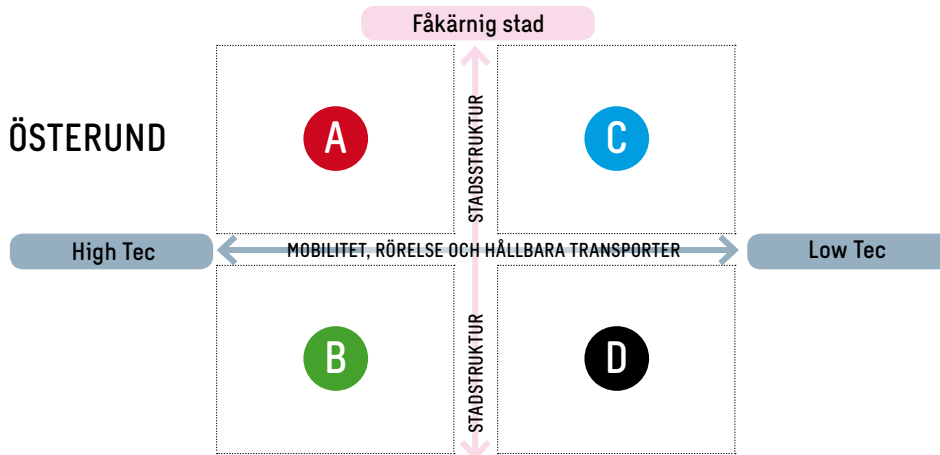 Fåkärnig stad
ÖSTERUND
A
C
STADSSTRUKTUR
High Tec
MOBILITET, RÖRELSE OCH HÅLLBARA TRANSPORTER
Low Tec
B
D
STADSTRUKTUR